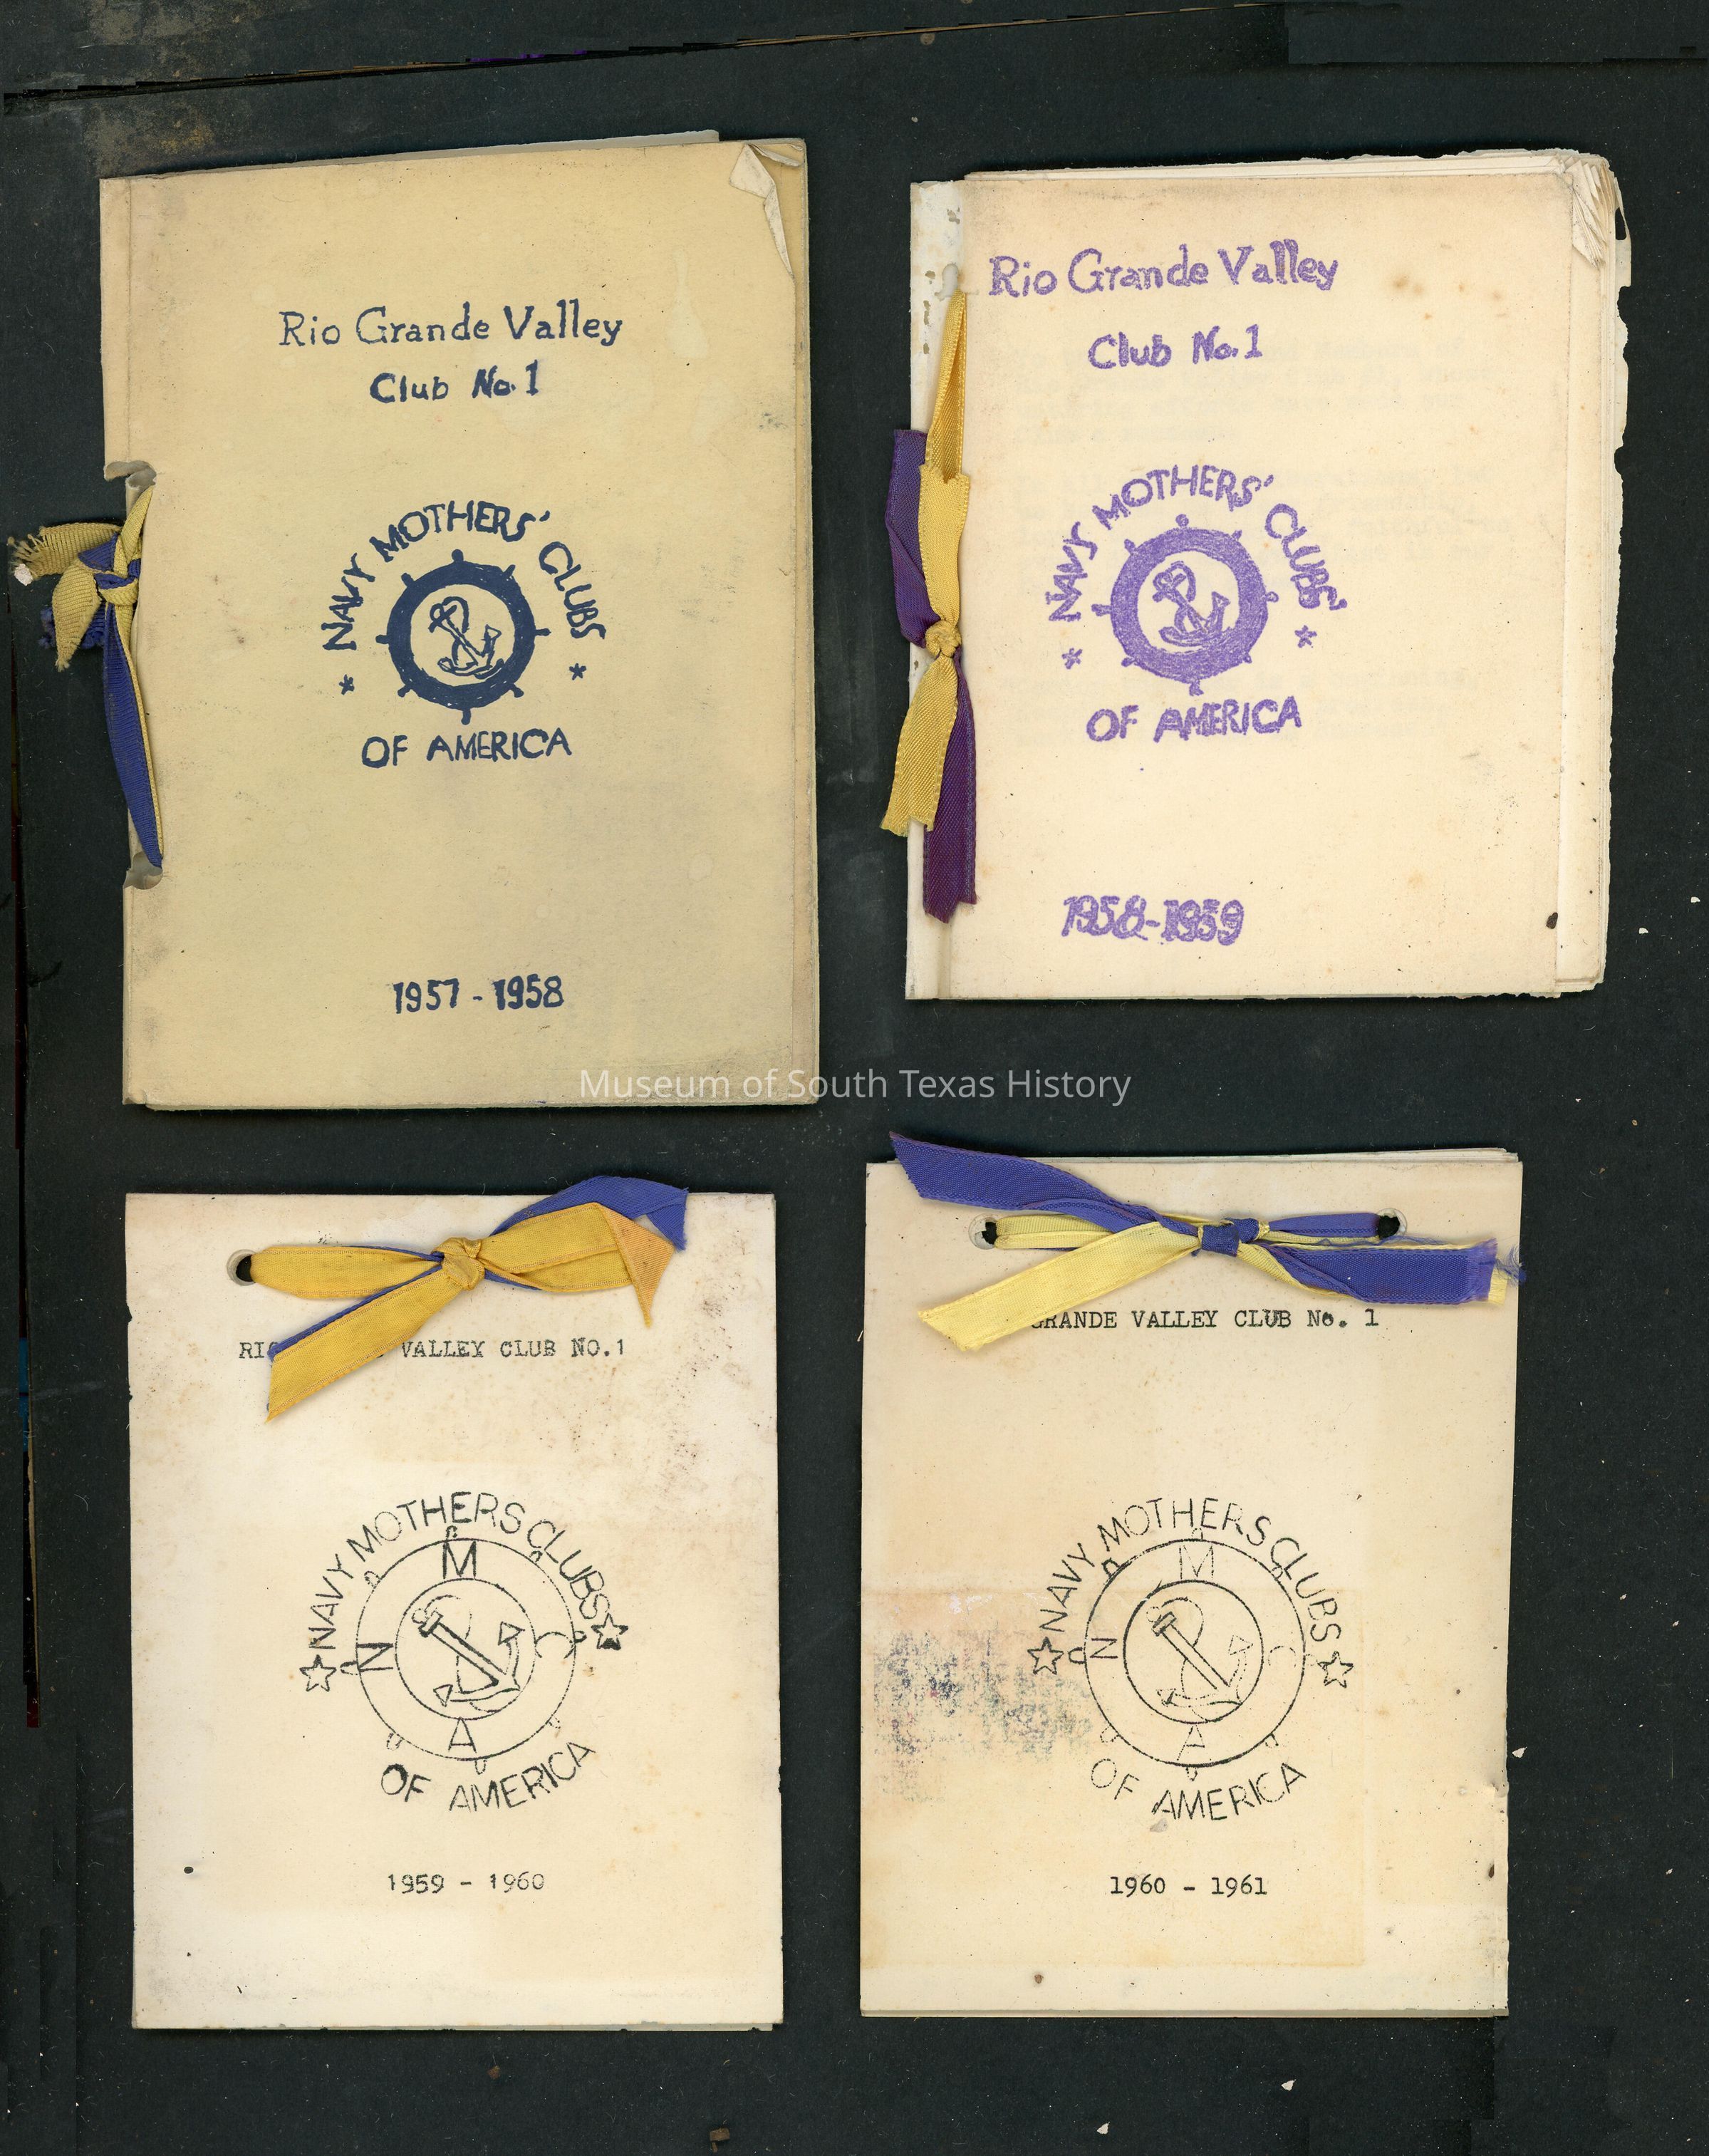 Rio Grande Valley
Club No. 1
NAVY MOTHERS' CLUBS
* *
OF AMERICA
1957 - 1958
Rio Grande Valley
Club No. 1
NAVY MOTHERS' CLUBS'
* *
OF AMERICA
1958-1959
Museum of South Texas History
VALLEY CLUB NO.1
NAVY MOTHERS CLUBS
M
N C
A
OF AMERICA
1959 - 1960
GRANDE VALLEY CLUB No. 1
NAVY MOTHERS CLUBS
M
N C
A
OF AMERICA
1960 - 1961